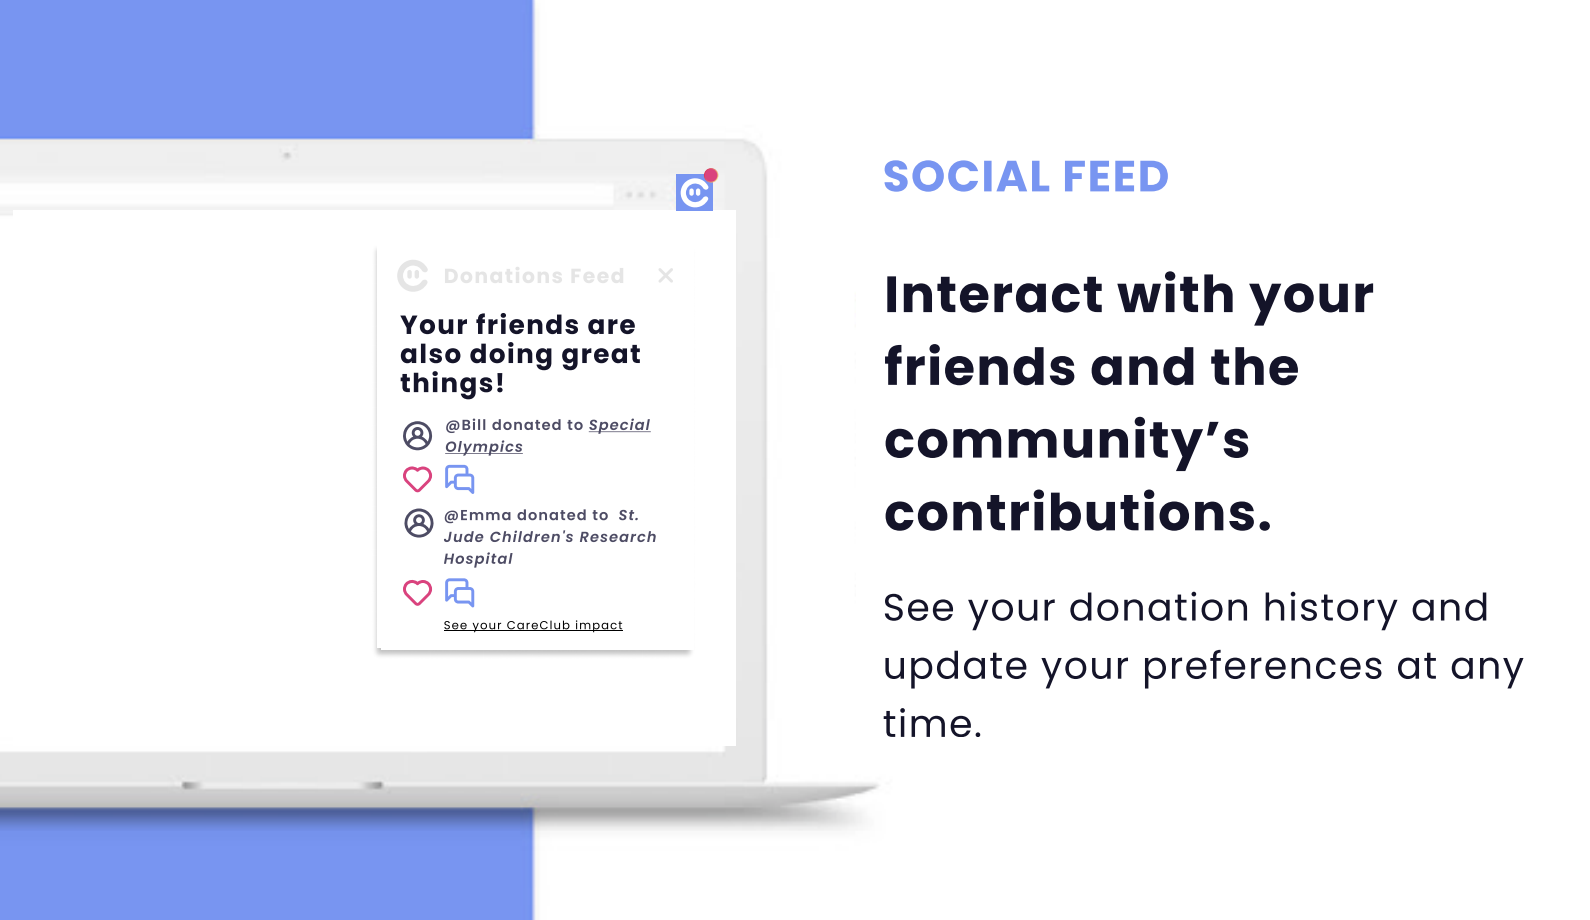 SOCIAL FEED
Interact with your
friends and the
community’s
contributions.
See your donation history and
update your preferences at any
time.
Donations Feed
Your friends are
also doing great
things!
@Bill donated to Special
Olympics
@Emma donated to St.
Jude Children's Research
Hospital
See your CareClub impact